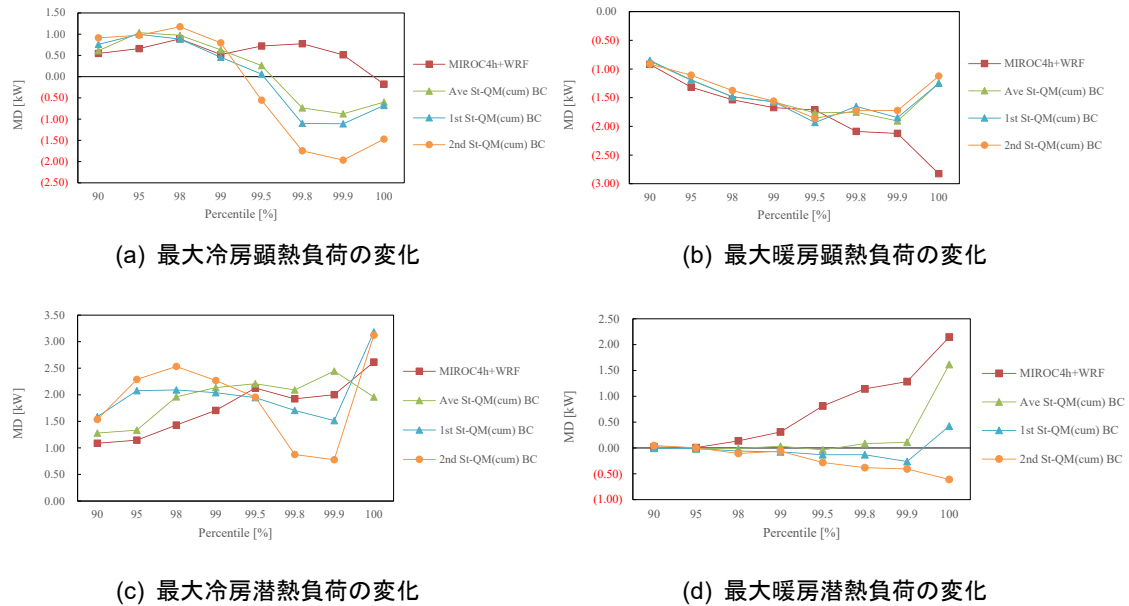 1.50
1.00
0.50
0.00
(0.50)
(1.00)
(1.50)
(2.00)
(2.50)
MD [kW]
90 95 98 99 99.5 99.8 99.9 100
Percentile [%]
MIROC4h+WRF
Ave St-QM(cum) BC
1st St-QM(cum) BC
2nd St-QM(cum) BC
(a) 最大冷房顕熱負荷の変化
0.00
(0.50)
(1.00)
(1.50)
(2.00)
(2.50)
(3.00)
MD [kW]
90 95 98 99 99.5 99.8 99.9 100
Percentile [%]
MIROC4h+WRF
Ave St-QM(cum) BC
1st St-QM(cum) BC
2nd St-QM(cum) BC
(b) 最大暖房顕熱負荷の変化
3.50
3.00
2.50
2.00
1.50
1.00
0.50
0.00
MD [kW]
90 95 98 99 99.5 99.8 99.9 100
Percentile [%]
MIROC4h+WRF
Ave St-QM(cum) BC
1st St-QM(cum) BC
2nd St-QM(cum) BC
(c) 最大冷房潜熱負荷の変化
2.50
2.00
1.50
1.00
0.50
0.00
(0.50)
(1.00)
MD [kW]
90 95 98 99 99.5 99.8 99.9 100
Percentile [%]
MIROC4h+WRF
Ave St-QM(cum) BC
1st St-QM(cum) BC
2nd St-QM(cum) BC
(d) 最大暖房潜熱負荷の変化